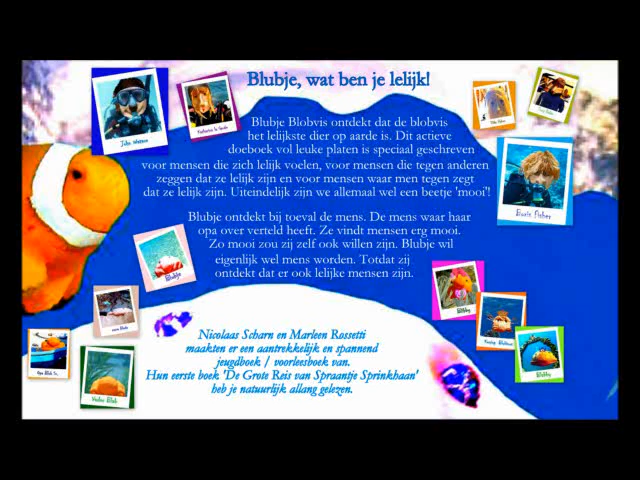 Blubje, wat ben je lelijk!
Blubje Blobvis ontdekt dat de blobvis
het lelijkste dier op aarde is. Dit actieve
doeboek vol leuke platen is speciaal geschreven
voor mensen die zich lelijk voelen, voor mensen die tegen anderen
zeggen dat ze lelijk zijn en voor mensen waar men tegen zegt
dat ze lelijk zijn. Uiteindelijk zijn we allemaal wel een beetje 'mooi'!
Blubje ontdekt bij toeval de mens. De mens waar haar
opa over verteld heeft. Ze vindt mensen erg mooi.
Zo mooi zou zij zelf ook willen zijn. Blubje wil
eigenlijk wel mens worden. Totdat zij
ontdekt dat er ook lelijke mensen zijn.
Nicolaas Scharn en Marleen Rossetti
maakten er een aantrekkelijk en spannend
jeugdboek / voorleesboek van.
Hun eerste boek 'De Grote Reis van Spraantje Sprinkhaan'
heb je natuurlijk allang gelezen.
Boris Fisher
Blubje
Blobby
Vader Blob
Blobby